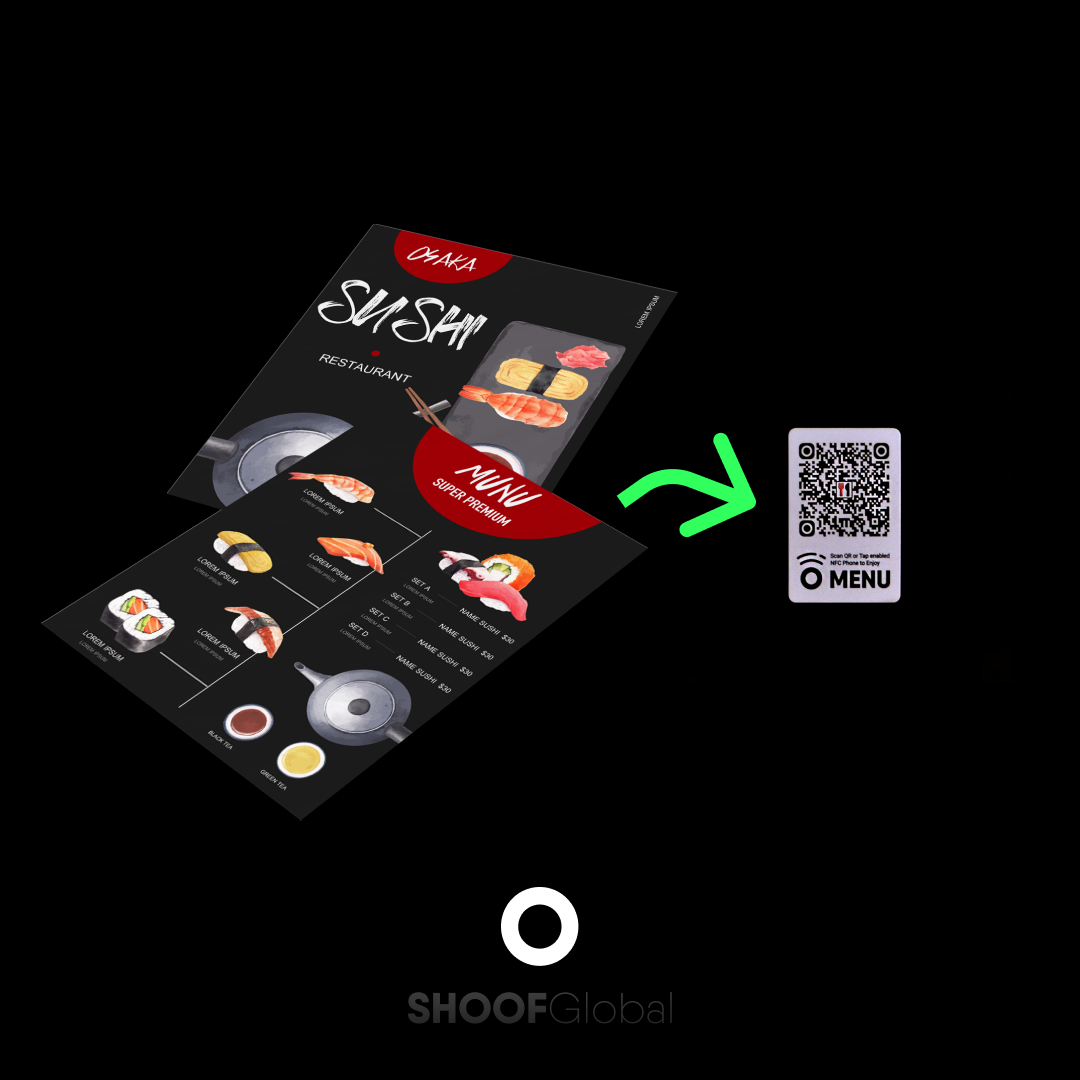 OSAKA
SUSHI
RESTAURANT
LOREM IPSUM
MUNU
SUPER PREMIUM
LOREM IPSUM
LOREM IPSUM
LOREM IPSUM
LOREM IPSUM
LOREM IPSUM
LOREM IPSUM
LOREM IPSUM
LOREM IPSUM
LOREM IPSUM
LOREM IPSUM
SET A
LOREM IPSUM
NAME SUSHI $30
SET B
LOREM IPSUM
NAME SUSHI $30
SET C
LOREM IPSUM
NAME SUSHI $30
SET D
LOREM IPSUM
NAME SUSHI $30
BLACK TEA
GREEN TEA
Scan QR or Tap enabled
NFC Phone to Enjoy
MENU
SHOOFGlobal